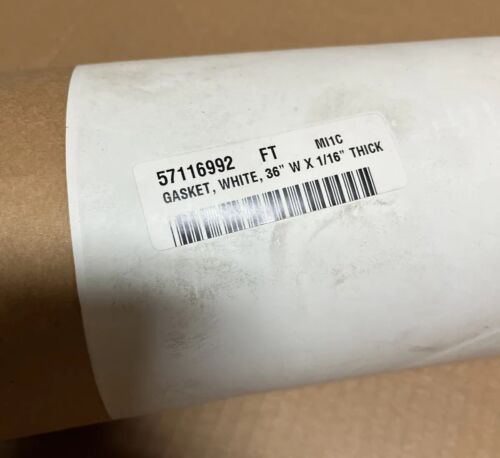 57116992 FT MI1C
GASKET, WHITE, 36" W X 1/16" THICK